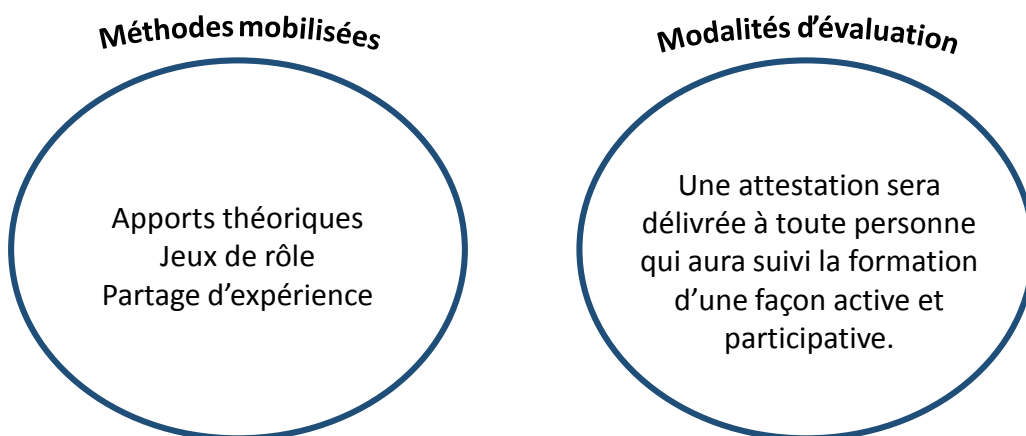 Méthodes mobilisées
Apports théoriques
Jeux de rôle
Partage d’expérience
Modalités d’évaluation
Une attestation sera
délivrée à toute personne
qui aura suivi la formation
d’une façon active et
participative.